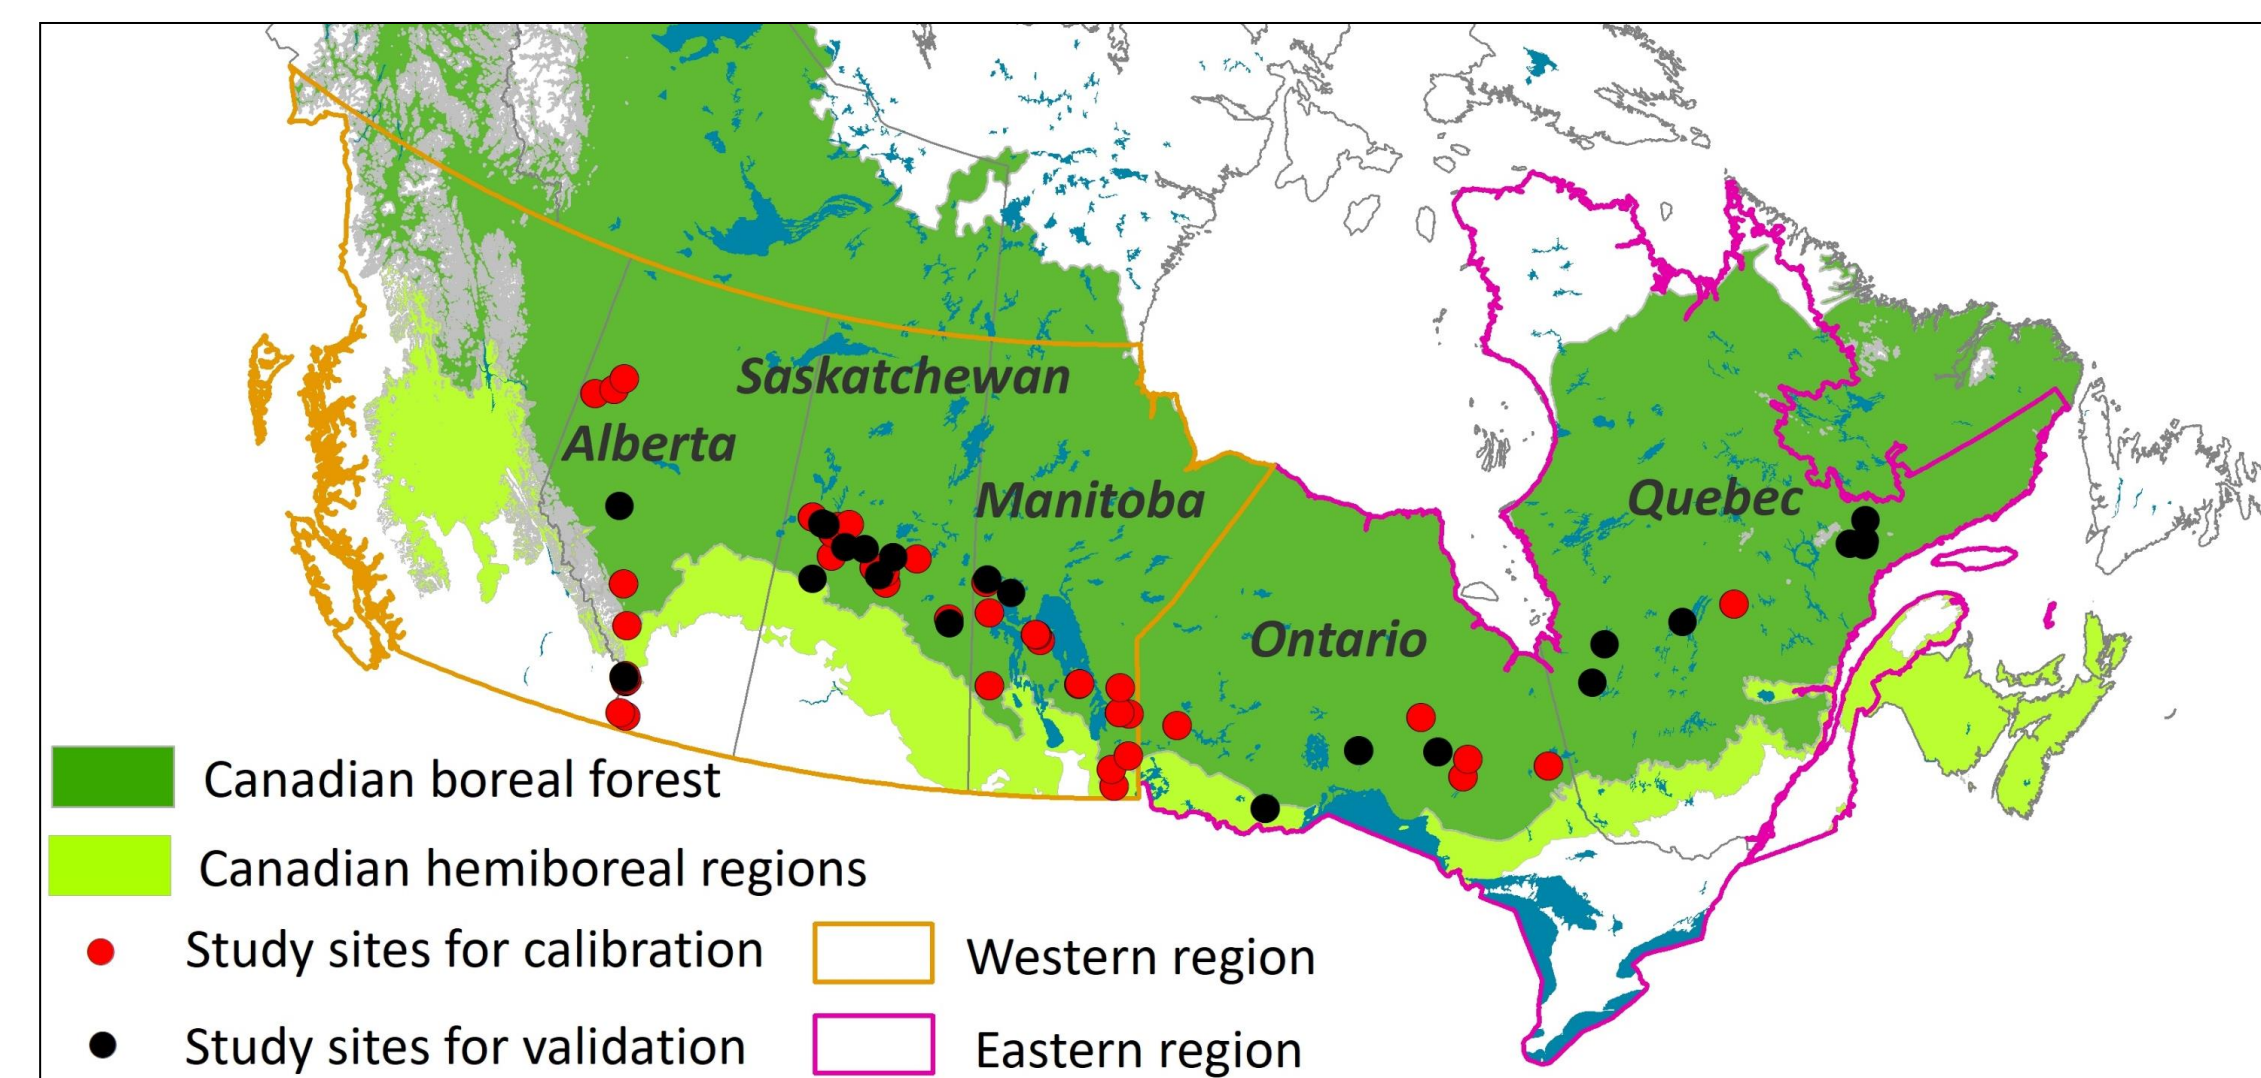 Saskatchewan
Alberta
Manitoba
Quebec
Ontario
Canadian boreal forest
Canadian hemiboreal regions
Study sites for calibration
Western region
Study sites for validation
Eastern region